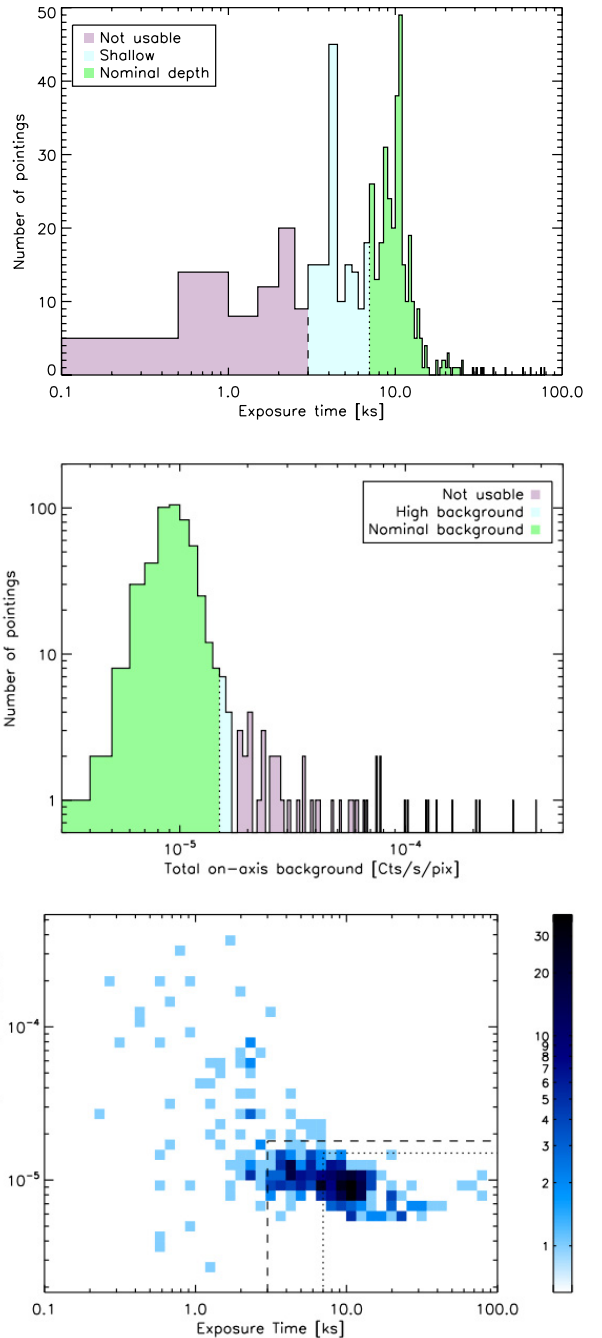 50
40
30
20
10
0
Number of pointings
Not usable
Shallow
Nominal depth
0.1 1.0 10.0 100.0
Exposure time [ks]
100
10
1
Number of pointings
Not usable
High background
Nominal background
10⁻⁵ 10⁻⁴
Total on-axis background [Cts/s/pix]
10⁻⁴
10⁻⁵
0.1 1.0 10.0 100.0
Exposure Time [ks]
30
20
10
9
8
7
6
5
4
3
2
1